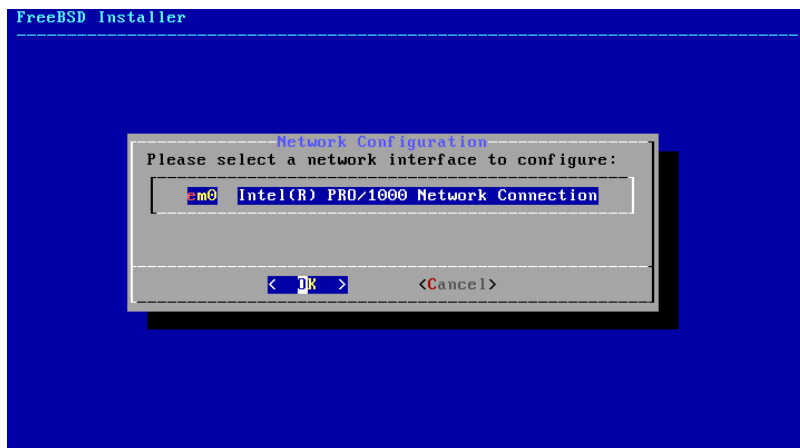 FreeBSD Installer
Network Configuration
Please select a network interface to configure:
em0 Intel(R) PRO/1000 Network Connection
< OK > <Cancel>